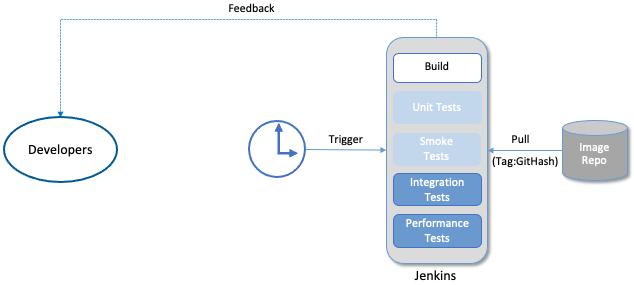 Feedback
Build
Unit Tests
Developers
Trigger
Smoke
Tests
Pull
(Tag:GitHash)
Image
Repo
Integration
Tests
Performance
Tests
Jenkins